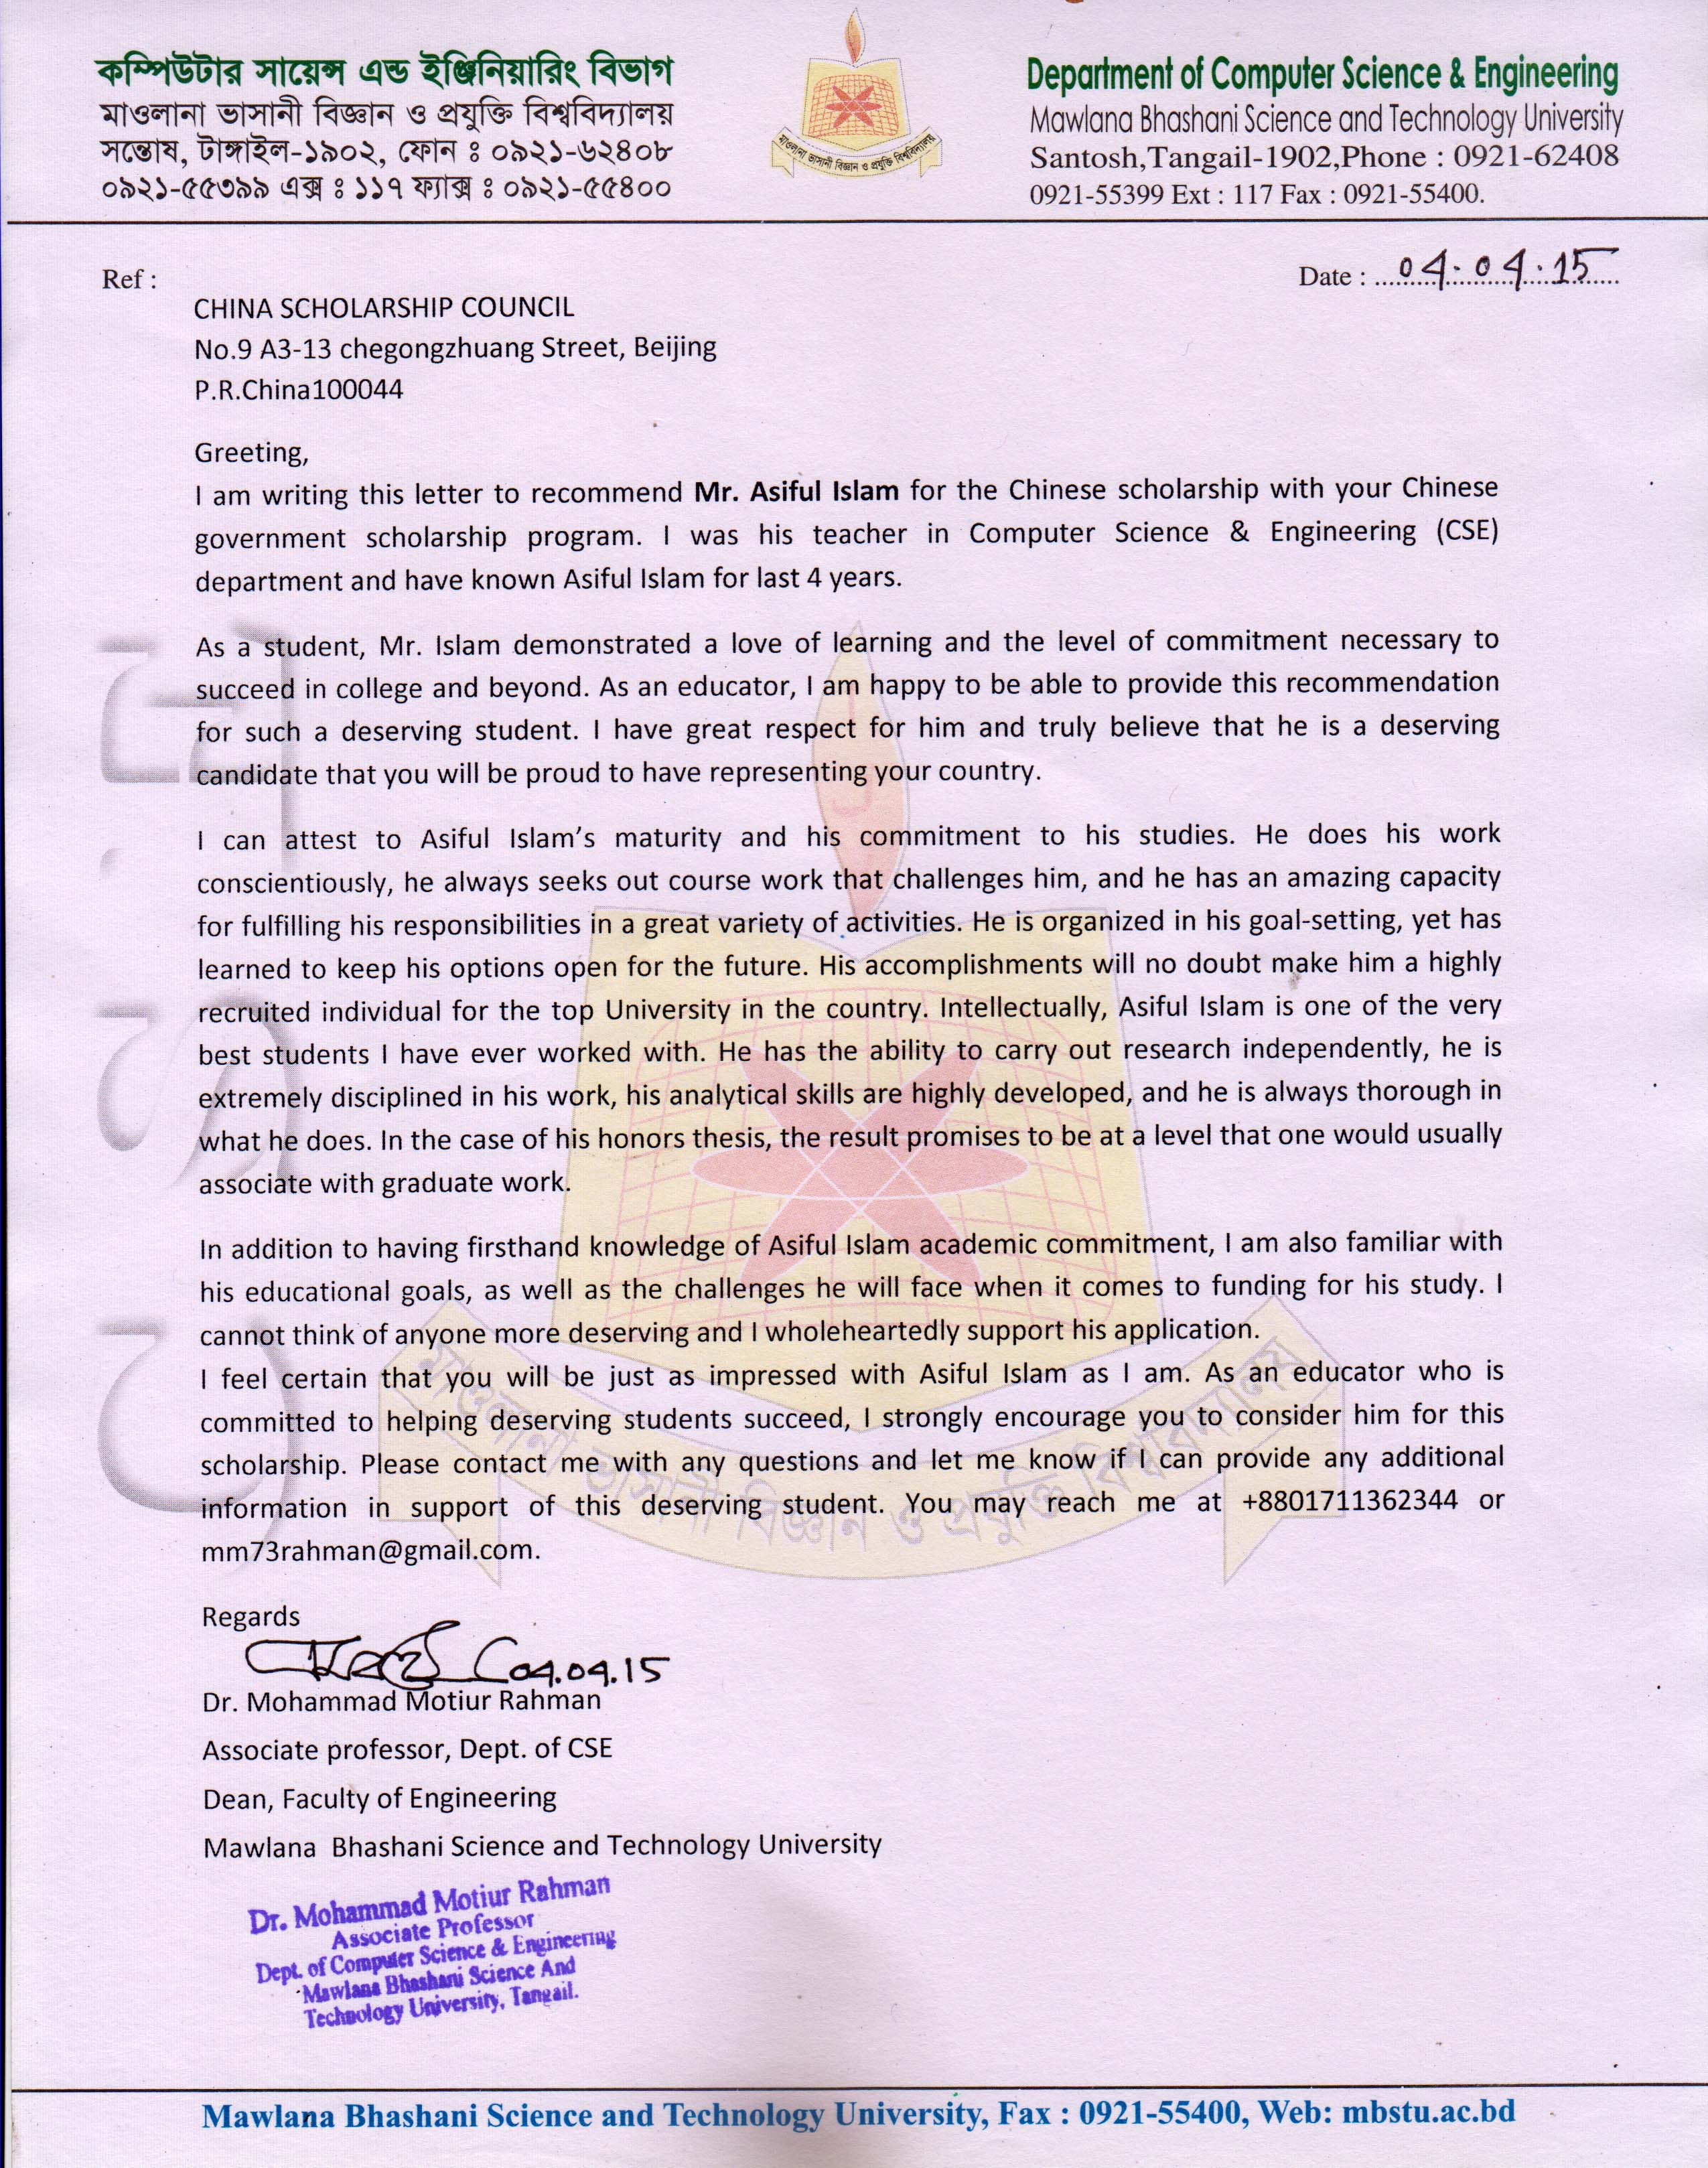 কম্পিউটার সায়েন্স এন্ড ইঞ্জিনিয়ারিং বিভাগ
মাওলানা ভাসানী বিজ্ঞান ও প্রযুক্তি বিশ্ববিদ্যালয়
সন্তোষ, টাঙ্গাইল-১৯০২, ফোন ঃ ০৯২১-৬২৪০৮
০৯২১-৫৫৩৯৯ এক্স ঃ ১১৭ ফ্যাক্স ঃ ০৯২১-৫৫৪০০
মাওলানা ভাসানী বিজ্ঞান ও প্রযুক্তি বিশ্ববিদ্যালয়
Department of Computer Science & Engineering
Mawlana Bhashani Science and Technology University
Santosh,Tangail-1902,Phone : 0921-62408
0921-55399 Ext : 117 Fax : 0921-55400.
Ref :
Date : 04.04.15
CHINA SCHOLARSHIP COUNCIL
No.9 A3-13 chegongzhuang Street, Beijing
P.R.China100044
Greeting,
I am writing this letter to recommend Mr. Asiful Islam for the Chinese scholarship with your Chinese
government scholarship program. I was his teacher in Computer Science & Engineering (CSE)
department and have known Asiful Islam for last 4 years.
As a student, Mr. Islam demonstrated a love of learning and the level of commitment necessary to
succeed in college and beyond. As an educator, I am happy to be able to provide this recommendation
for such a deserving student. I have great respect for him and truly believe that he is a deserving
candidate that you will be proud to have representing your country.
I can attest to Asiful Islam’s maturity and his commitment to his studies. He does his work
conscientiously, he always seeks out course work that challenges him, and he has an amazing capacity
for fulfilling his responsibilities in a great variety of activities. He is organized in his goal-setting, yet has
learned to keep his options open for the future. His accomplishments will no doubt make him a highly
recruited individual for the top University in the country. Intellectually, Asiful Islam is one of the very
best students I have ever worked with. He has the ability to carry out research independently, he is
extremely disciplined in his work, his analytical skills are highly developed, and he is always thorough in
what he does. In the case of his honors thesis, the result promises to be at a level that one would usually
associate with graduate work.
In addition to having firsthand knowledge of Asiful Islam academic commitment, I am also familiar with
his educational goals, as well as the challenges he will face when it comes to funding for his study. I
cannot think of anyone more deserving and I wholeheartedly support his application.
I feel certain that you will be just as impressed with Asiful Islam as I am. As an educator who is
committed to helping deserving students succeed, I strongly encourage you to consider him for this
scholarship. Please contact me with any questions and let me know if I can provide any additional
information in support of this deserving student. You may reach me at +8801711362344 or
mm73rahman@gmail.com.
মাওলানা ভাসানী বিজ্ঞান ও প্রযুক্তি বিশ্ববিদ্যালয়
Regards
04.04.15
Dr. Mohammad Motiur Rahman
Associate professor, Dept. of CSE
Dean, Faculty of Engineering
Mawlana Bhashani Science and Technology University
Dr. Mohammad Motiur Rahman
Associate Professor
Dept. of Computer Science & Engineering
Mawlana Bhashani Science And
Technology University, Tangail.
Mawlana Bhashani Science and Technology University, Fax : 0921-55400, Web: mbstu.ac.bd